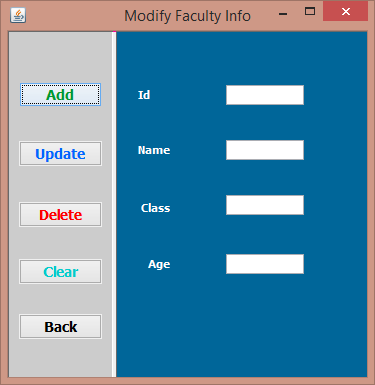 Modify Faculty Info
Add
Update
Delete
Clear
Back
Id
Name
Class
Age